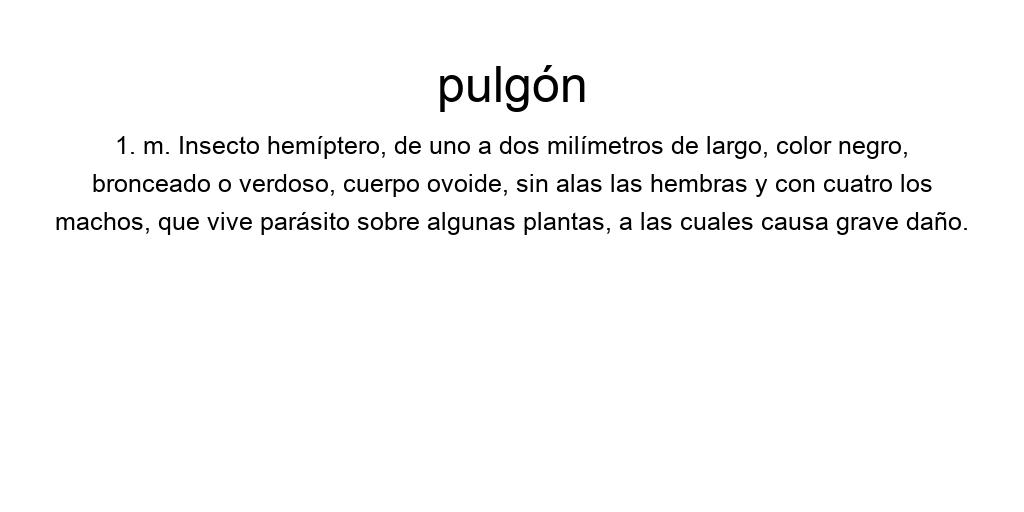 pulgón
1. m. Insecto hemíptero, de uno a dos milímetros de largo, color negro,
bronceado o verdoso, cuerpo ovoide, sin alas las hembras y con cuatro los
machos, que vive parásito sobre algunas plantas, a las cuales causa grave daño.